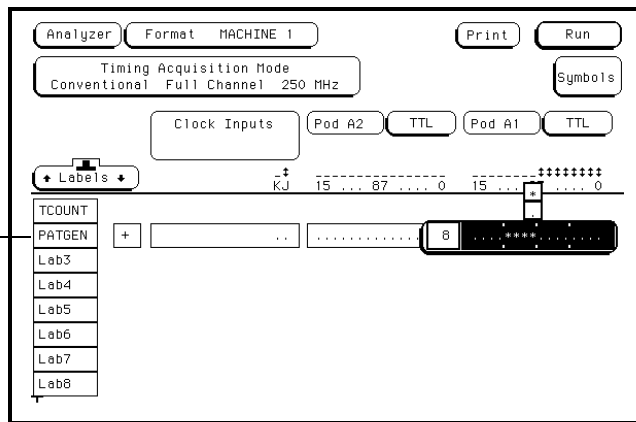 Analyzer Format MACHINE 1 Print Run
Timing Acquisition Mode
Conventional Full Channel 250 MHz
Symbols
Clock Inputs Pod A2 TTL Pod A1 TTL
Labels
KJ 15 ... 87 .... 0 15 ... 87 .... 0
*
.
TCOUNT
PATGEN + .. ................ 8 ....****........
Lab3
Lab4
Lab5
Lab6
Lab7
Lab8